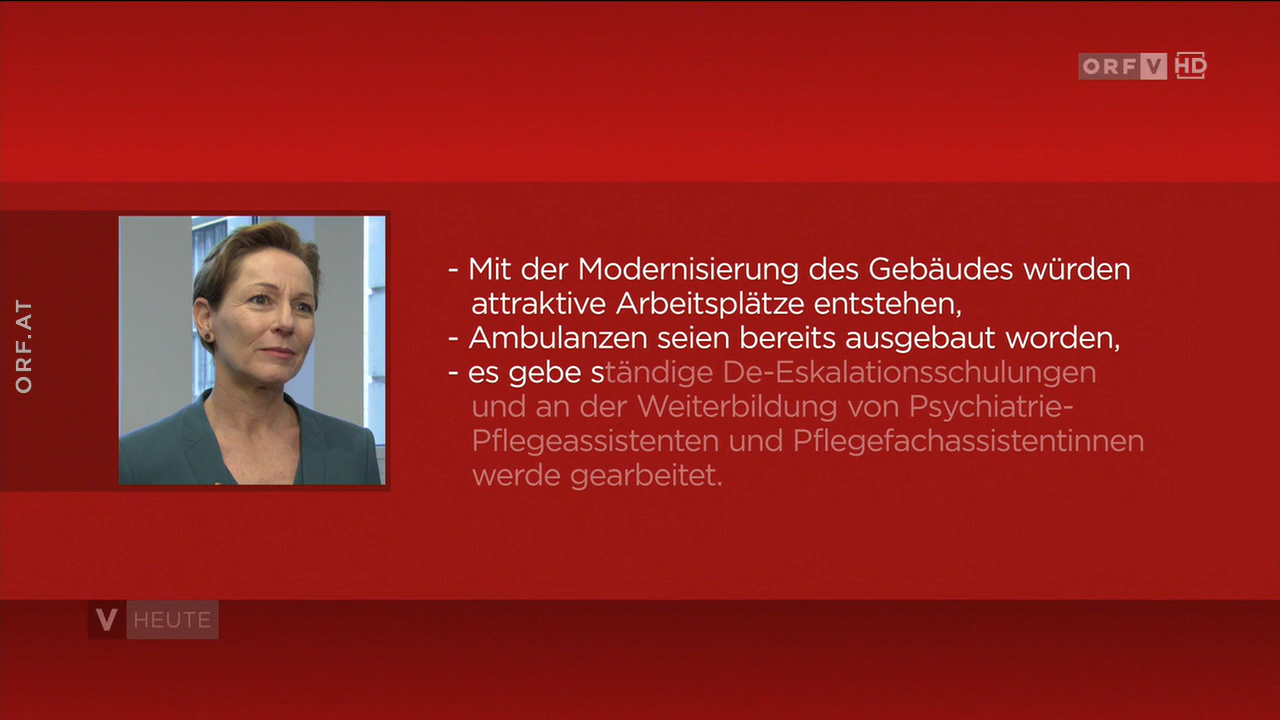 ORF V HD
- Mit der Modernisierung des Gebäudes würden
attraktive Arbeitsplätze entstehen,
- Ambulanzen seien bereits ausgebaut worden,
- es gebe ständige De-Eskalationsschulungen
und an der Weiterbildung von Psychiatrie-
Pflegeassistenten und Pflegefachassistentinnen
werde gearbeitet.
ORF.AT
V HEUTE